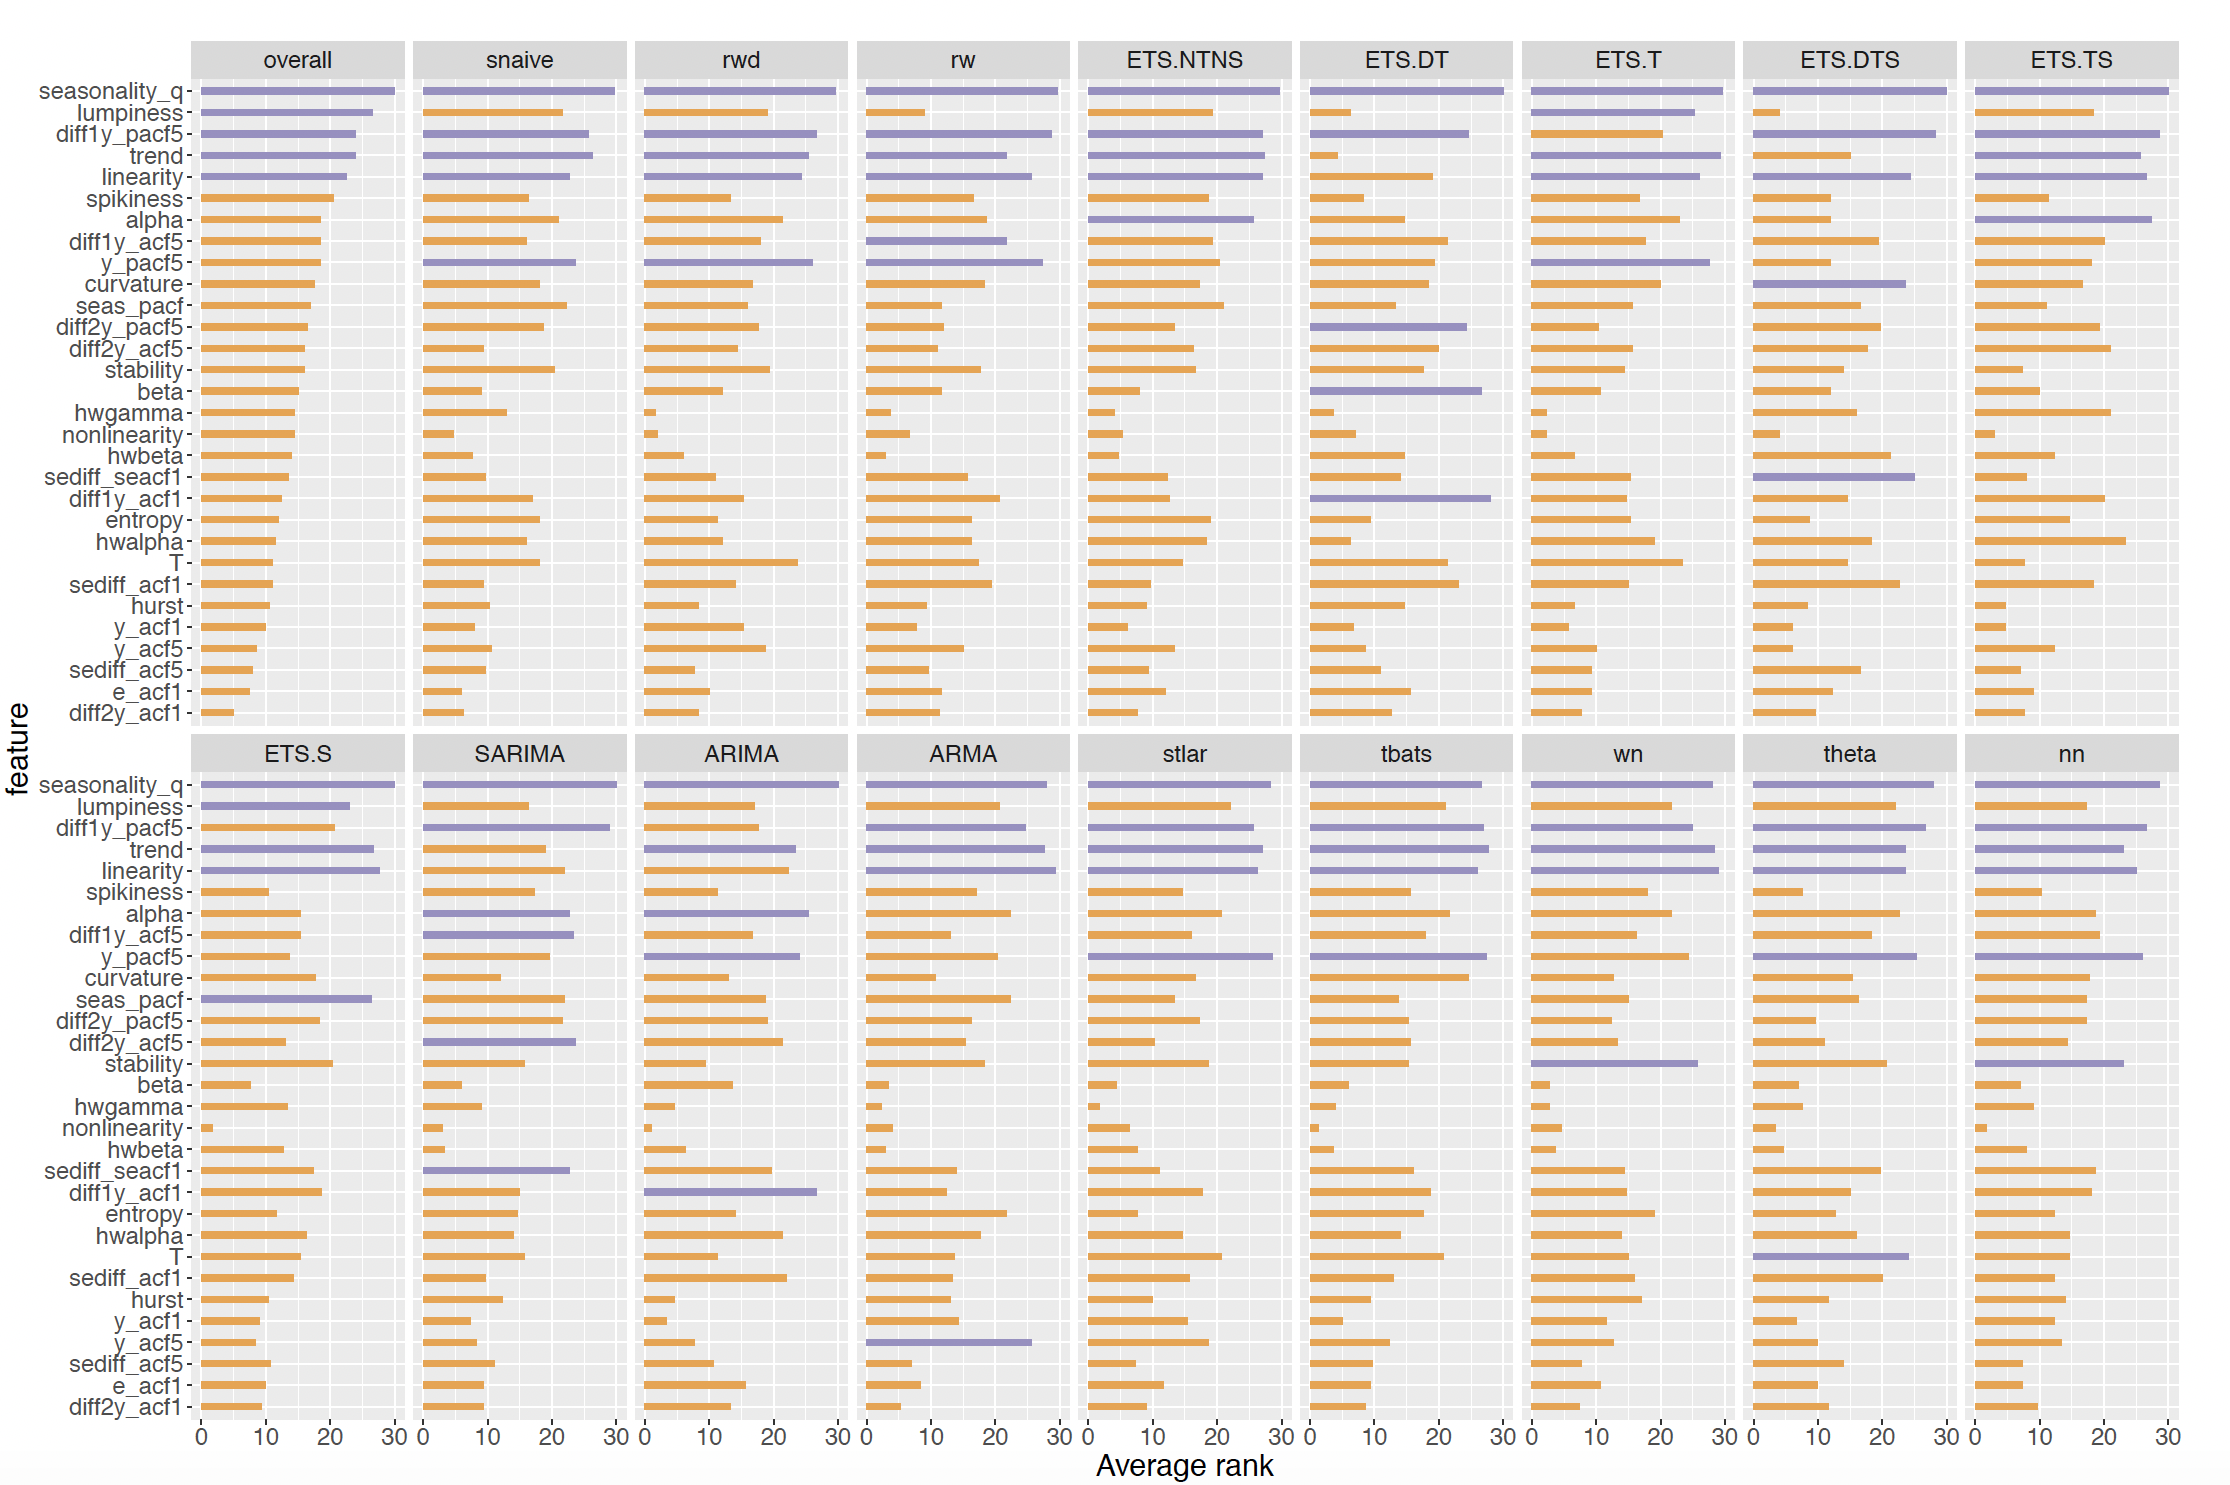 overall snaive rwd rw ETS.NTNS ETS.DT ETS.T ETS.DTS ETS.TS
seasonality_q
lumpiness
diff1y_pacf5
trend
linearity
spikiness
alpha
diff1y_acf5
y_pacf5
curvature
seas_pacf
diff2y_pacf5
diff2y_acf5
stability
beta
hwgamma
nonlinearity
hwbeta
sediff_seacf1
diff1y_acf1
entropy
hwalpha
T
sediff_acf1
hurst
y_acf1
y_acf5
sediff_acf5
e_acf1
diff2y_acf1
feature
ETS.S SARIMA ARIMA ARMA stlar tbats wn theta nn
seasonality_q
lumpiness
diff1y_pacf5
trend
linearity
spikiness
alpha
diff1y_acf5
y_pacf5
curvature
seas_pacf
diff2y_pacf5
diff2y_acf5
stability
beta
hwgamma
nonlinearity
hwbeta
sediff_seacf1
diff1y_acf1
entropy
hwalpha
T
sediff_acf1
hurst
y_acf1
y_acf5
sediff_acf5
e_acf1
diff2y_acf1
0 10 20 30 0 10 20 30 0 10 20 30 0 10 20 30 0 10 20 30 0 10 20 30 0 10 20 30 0 10 20 30 0 10 20 30
Average rank